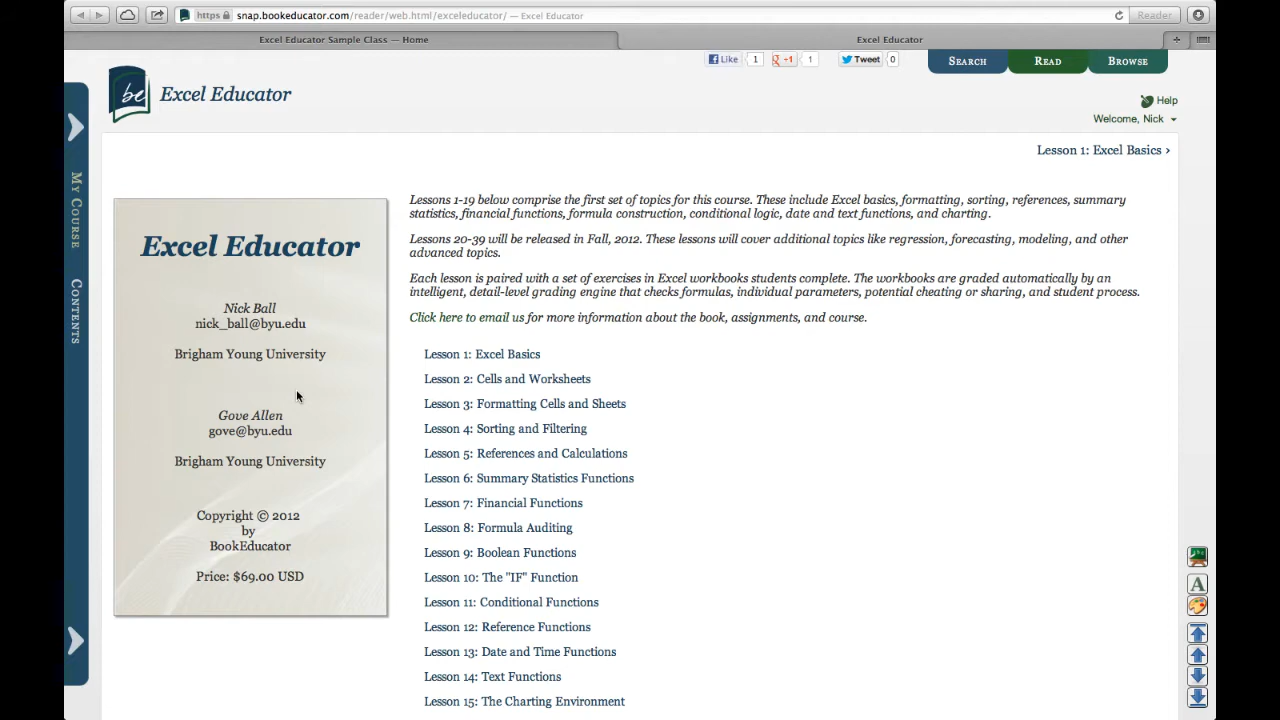 https snap.bookeducator.com/reader/web.html/exceleducator/ — Excel Educator
Reader
Excel Educator Sample Class — Home
Excel Educator
Like 1
+1 1
Tweet 0
SEARCH
READ
BROWSE
be
Excel Educator
Help
Welcome, Nick
Lesson 1: Excel Basics ›
MY COURSE
CONTENTS
Excel Educator
Nick Ball
nick_ball@byu.edu
Brigham Young University
Gove Allen
gove@byu.edu
Brigham Young University
Copyright © 2012
by
BookEducator
Price: $69.00 USD
Lessons 1-19 below comprise the first set of topics for this course. These include Excel basics, formatting, sorting, references, summary
statistics, financial functions, formula construction, conditional logic, date and text functions, and charting.
Lessons 20-39 will be released in Fall, 2012. These lessons will cover additional topics like regression, forecasting, modeling, and other
advanced topics.
Each lesson is paired with a set of exercises in Excel workbooks students complete. The workbooks are graded automatically by an
intelligent, detail-level grading engine that checks formulas, individual parameters, potential cheating or sharing, and student process.
Click here to email us for more information about the book, assignments, and course.
Lesson 1: Excel Basics
Lesson 2: Cells and Worksheets
Lesson 3: Formatting Cells and Sheets
Lesson 4: Sorting and Filtering
Lesson 5: References and Calculations
Lesson 6: Summary Statistics Functions
Lesson 7: Financial Functions
Lesson 8: Formula Auditing
Lesson 9: Boolean Functions
Lesson 10: The "IF" Function
Lesson 11: Conditional Functions
Lesson 12: Reference Functions
Lesson 13: Date and Time Functions
Lesson 14: Text Functions
Lesson 15: The Charting Environment
A